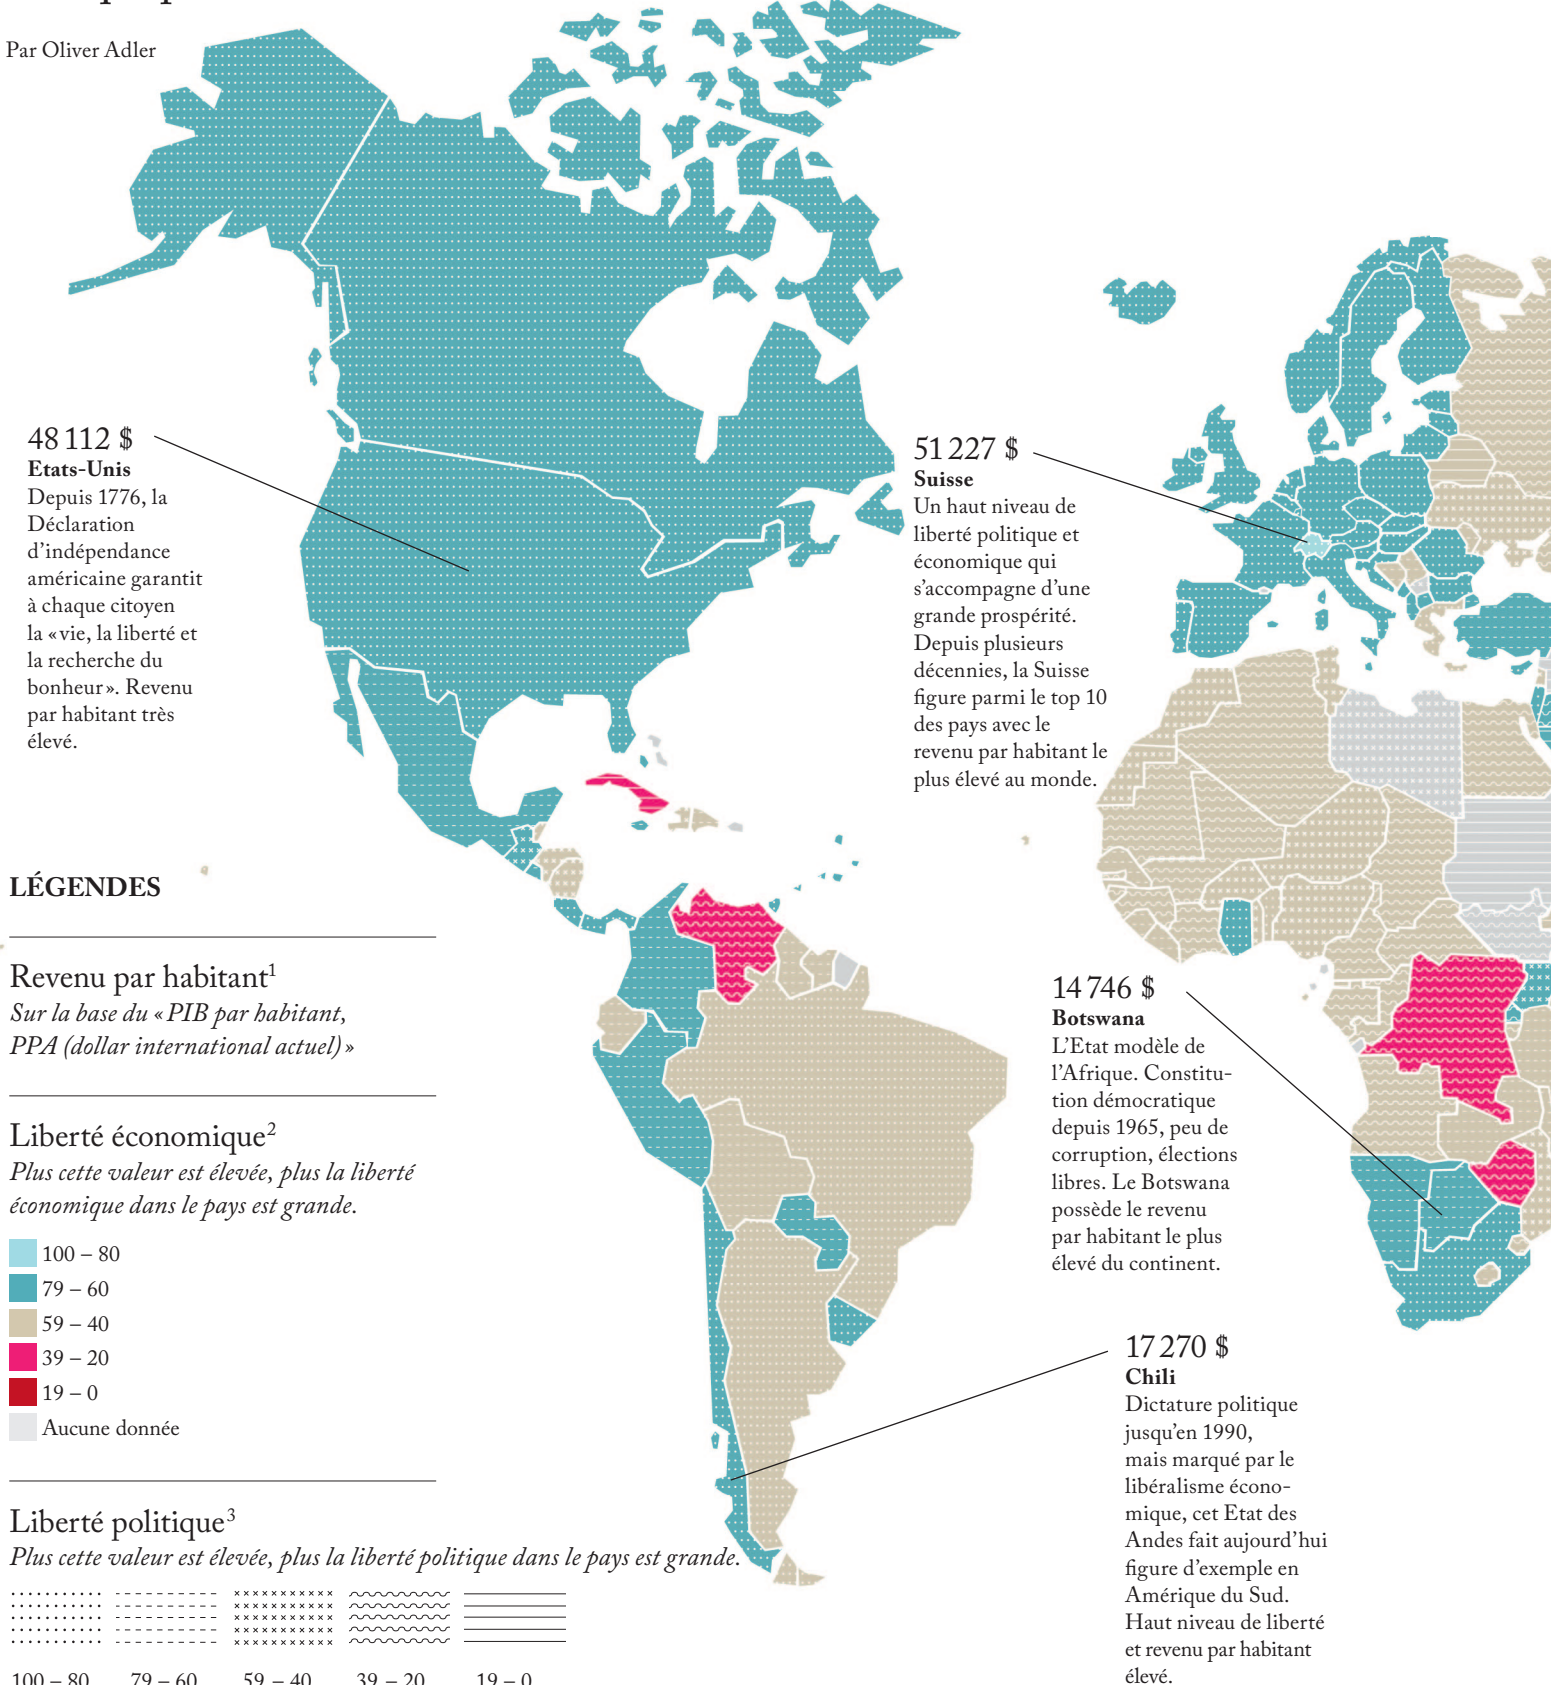 Par Oliver Adler
48 112 $
Etats-Unis
Depuis 1776, la
Déclaration
d’indépendance
américaine garantit
à chaque citoyen
la «vie, la liberté et
la recherche du
bonheur». Revenu
par habitant très
élevé.
51 227 $
Suisse
Un haut niveau de
liberté politique et
économique qui
s’accompagne d’une
grande prospérité.
Depuis plusieurs
décennies, la Suisse
figure parmi le top 10
des pays avec le
revenu par habitant le
plus élevé au monde.
14 746 $
Botswana
L’Etat modèle de
l’Afrique. Constitu-
tion démocratique
depuis 1965, peu de
corruption, élections
libres. Le Botswana
possède le revenu
par habitant le plus
élevé du continent.
17 270 $
Chili
Dictature politique
jusqu’en 1990,
mais marqué par le
libéralisme écono-
mique, cet Etat des
Andes fait aujourd’hui
figure d’exemple en
Amérique du Sud.
Haut niveau de liberté
et revenu par habitant
élevé.
LÉGENDES
Revenu par habitant¹
Sur la base du «PIB par habitant,
PPA (dollar international actuel)»
Liberté économique²
Plus cette valeur est élevée, plus la liberté
économique dans le pays est grande.
100 – 80
79 – 60
59 – 40
39 – 20
19 – 0
Aucune donnée
Liberté politique³
Plus cette valeur est élevée, plus la liberté politique dans le pays est grande.
100 – 80 79 – 60 59 – 40 39 – 20 19 – 0